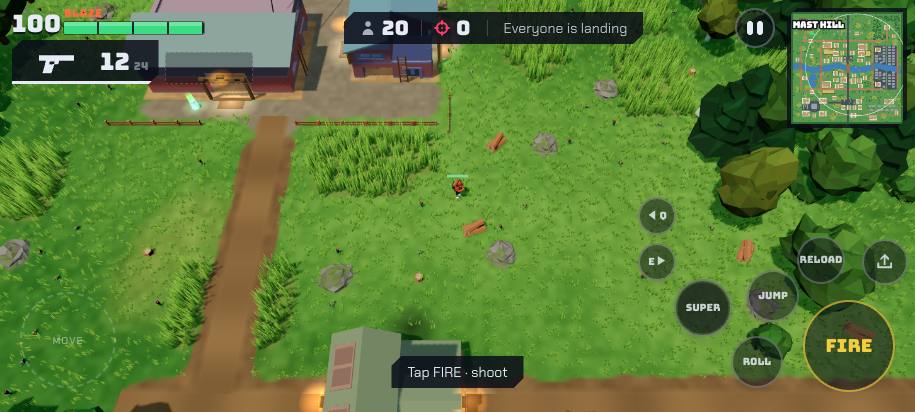 100
BLAZE
12 24
20
0
Everyone is landing
MAST HILL
Q
E
RELOAD
SUPER
JUMP
MOVE
FIRE
ROLL
Tap FIRE · shoot